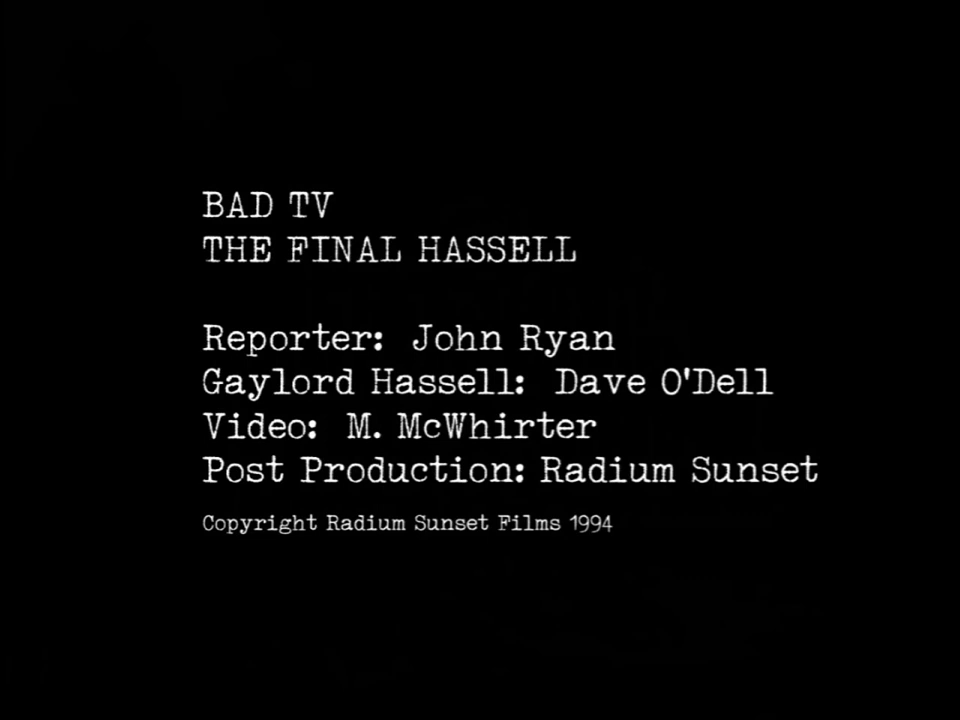 BAD TV
THE FINAL HASSELL
Reporter: John Ryan
Gaylord Hassell: Dave O'Dell
Video: M. McWhirter
Post Production: Radium Sunset
Copyright Radium Sunset Films 1994